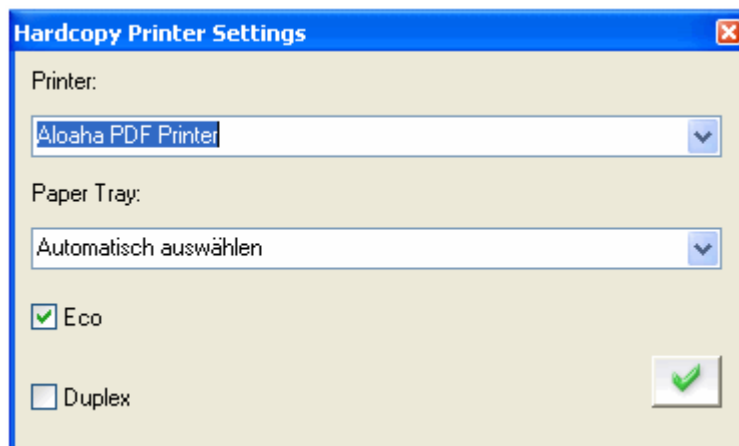 Hardcopy Printer Settings
Printer:
Aloaha PDF Printer
Paper Tray:
Automatisch auswählen
Eco
Duplex